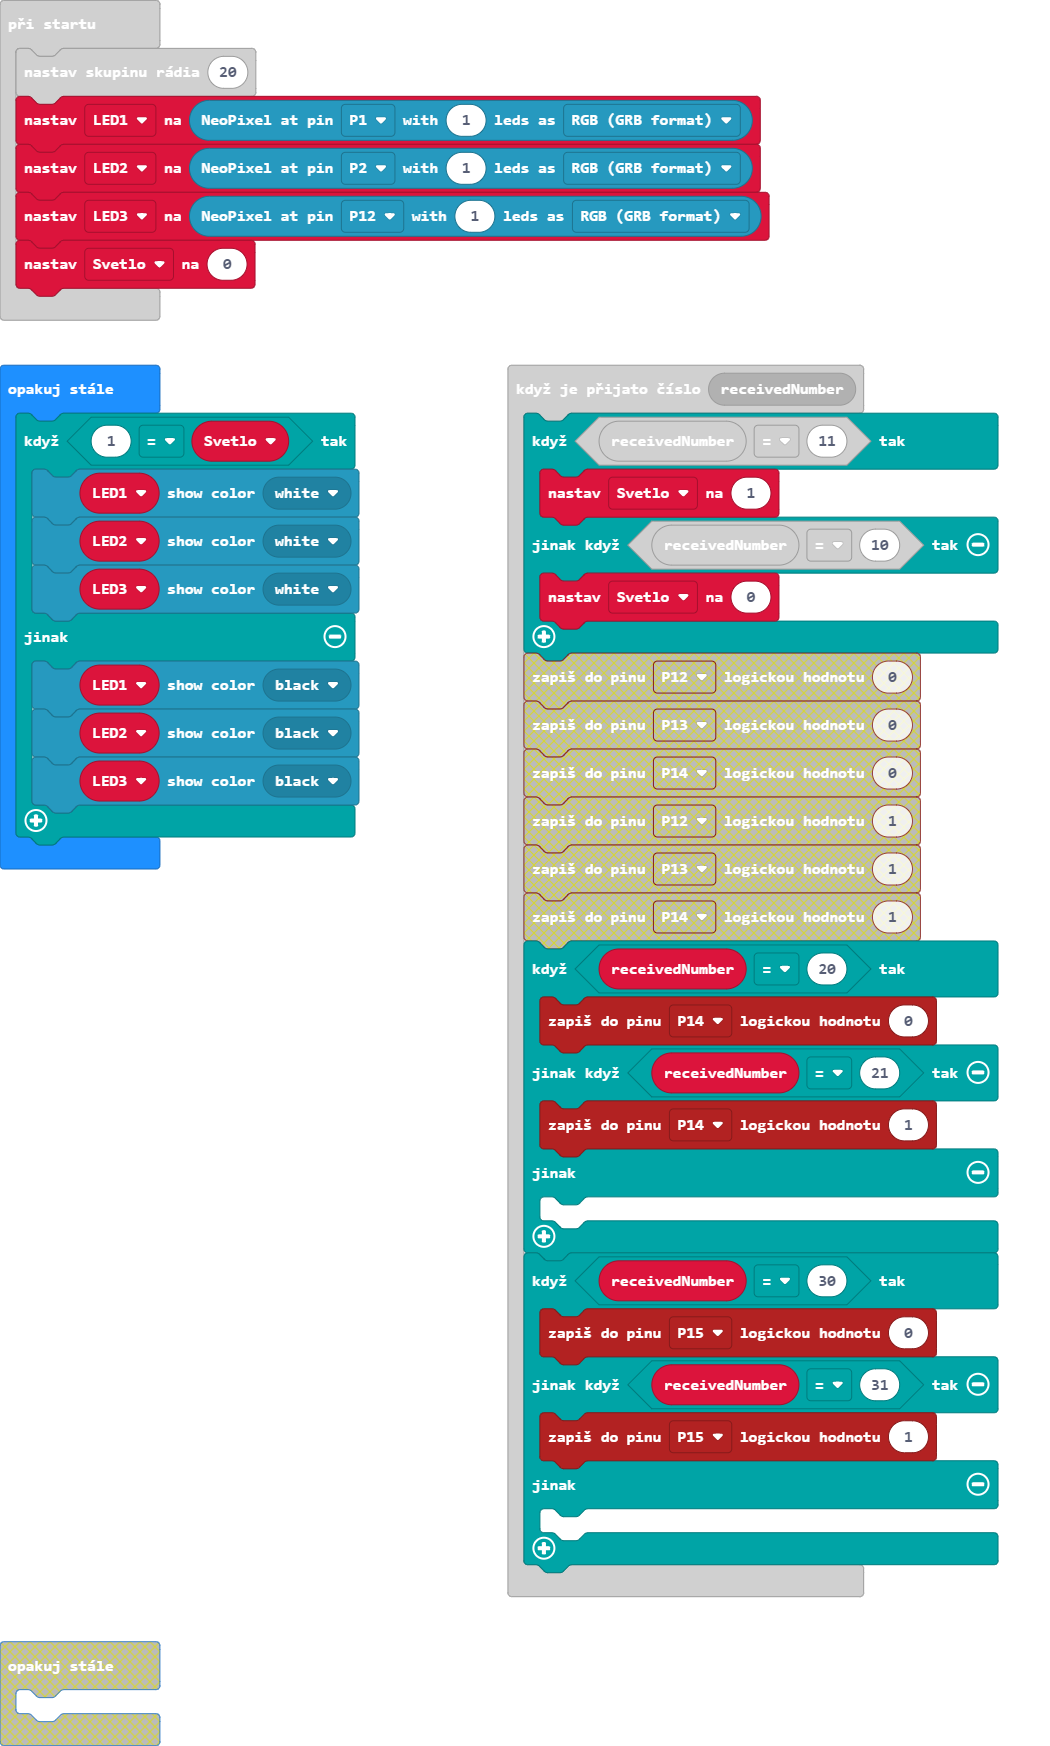 při startu
nastav skupinu rádia 20
nastav LED1 na NeoPixel at pin P1 with 1 leds as RGB (GRB format)
nastav LED2 na NeoPixel at pin P2 with 1 leds as RGB (GRB format)
nastav LED3 na NeoPixel at pin P12 with 1 leds as RGB (GRB format)
nastav Svetlo na 0
opakuj stále
když 1 = Svetlo tak
LED1 show color white
LED2 show color white
LED3 show color white
jinak
LED1 show color black
LED2 show color black
LED3 show color black
když je přijato číslo receivedNumber
když receivedNumber = 11 tak
nastav Svetlo na 1
jinak když receivedNumber = 10 tak
nastav Svetlo na 0
zapiš do pinu P12 logickou hodnotu 0
zapiš do pinu P13 logickou hodnotu 0
zapiš do pinu P14 logickou hodnotu 0
zapiš do pinu P12 logickou hodnotu 1
zapiš do pinu P13 logickou hodnotu 1
zapiš do pinu P14 logickou hodnotu 1
když receivedNumber = 20 tak
zapiš do pinu P14 logickou hodnotu 0
jinak když receivedNumber = 21 tak
zapiš do pinu P14 logickou hodnotu 1
jinak
když receivedNumber = 30 tak
zapiš do pinu P15 logickou hodnotu 0
jinak když receivedNumber = 31 tak
zapiš do pinu P15 logickou hodnotu 1
jinak
opakuj stále